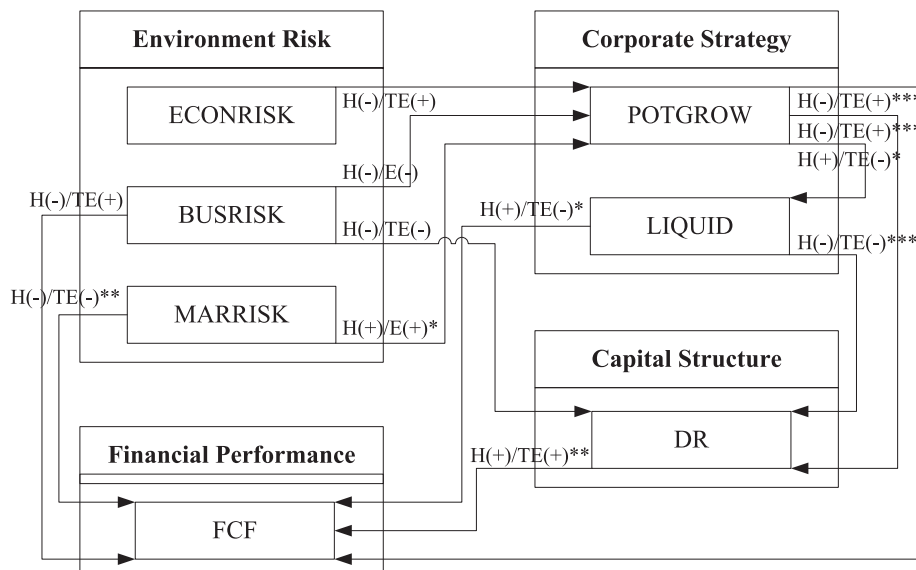 Environment Risk
Corporate Strategy
ECONRISK
H(-)/TE(+)
POTGROW
H(-)/TE(+)***
H(-)/TE(+)***
H(+)/TE(-)*
H(-)/E(-)
H(-)/TE(+)
BUSRISK
H(-)/TE(-)
H(+)/TE(-)*
LIQUID
H(-)/TE(-)***
H(-)/TE(-)**
MARRISK
H(+)/E(+)*
Capital Structure
DR
Financial Performance
H(+)/TE(+)**
FCF